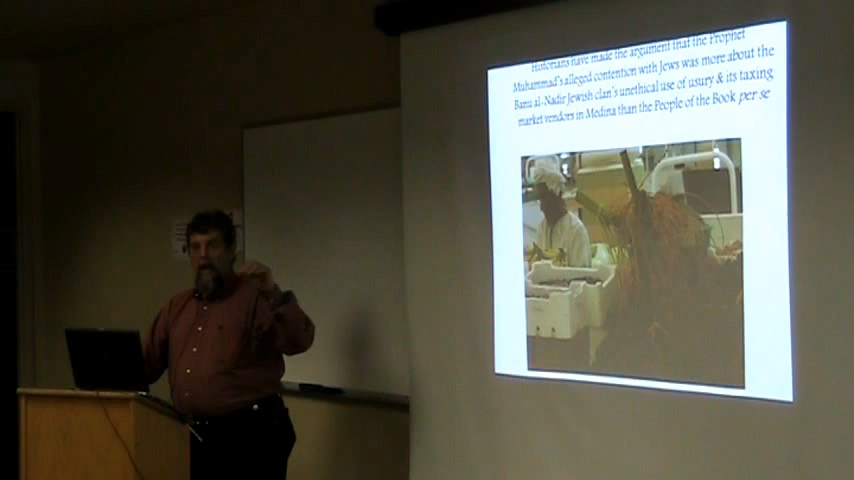 Historians have made the argument that the Prophet
Muhammad's alleged contention with Jews was more about the
Banu al-Nadir Jewish clan's unethical use of usury & its taxing
market vendors in Medina than the People of the Book per se